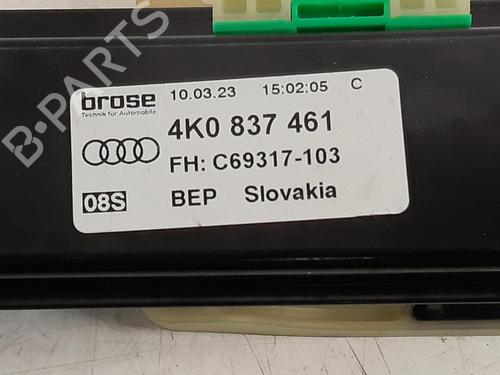 B-PARTS
brose 10.03.23 15:02:05 C
Technik für Automobile
4K0 837 461
FH: C69317-103
08S BEP Slovakia